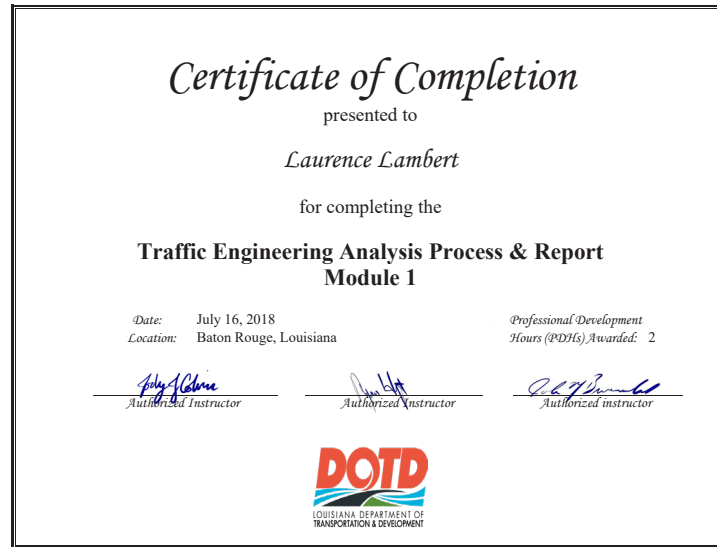 Certificate of Completion
presented to
Laurence Lambert
for completing the
Traffic Engineering Analysis Process & Report
Module 1
Date: July 16, 2018
Location: Baton Rouge, Louisiana
Professional Development
Hours (PDHs) Awarded: 2
Authorized Instructor
Authorized Instructor
Authorized instructor
DOTD
LOUISIANA DEPARTMENT OF
TRANSPORTATION & DEVELOPMENT